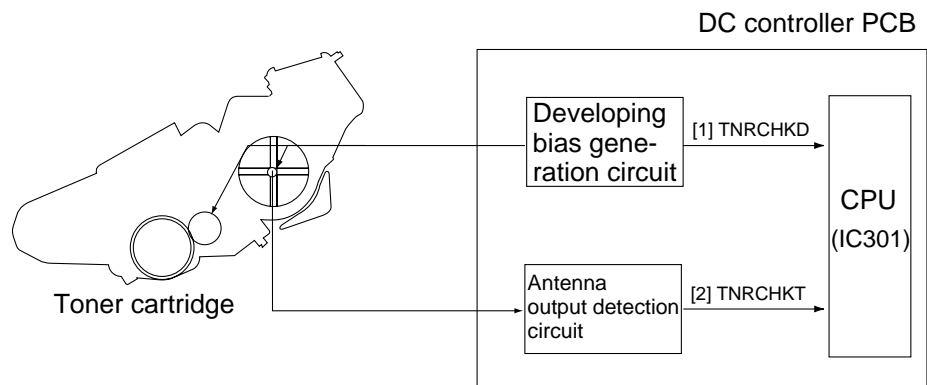 DC controller PCB
Developing
bias gene-
ration circuit
[1] TNRCHKD
CPU
(IC301)
Antenna
output detection
circuit
[2] TNRCHKT
Toner cartridge